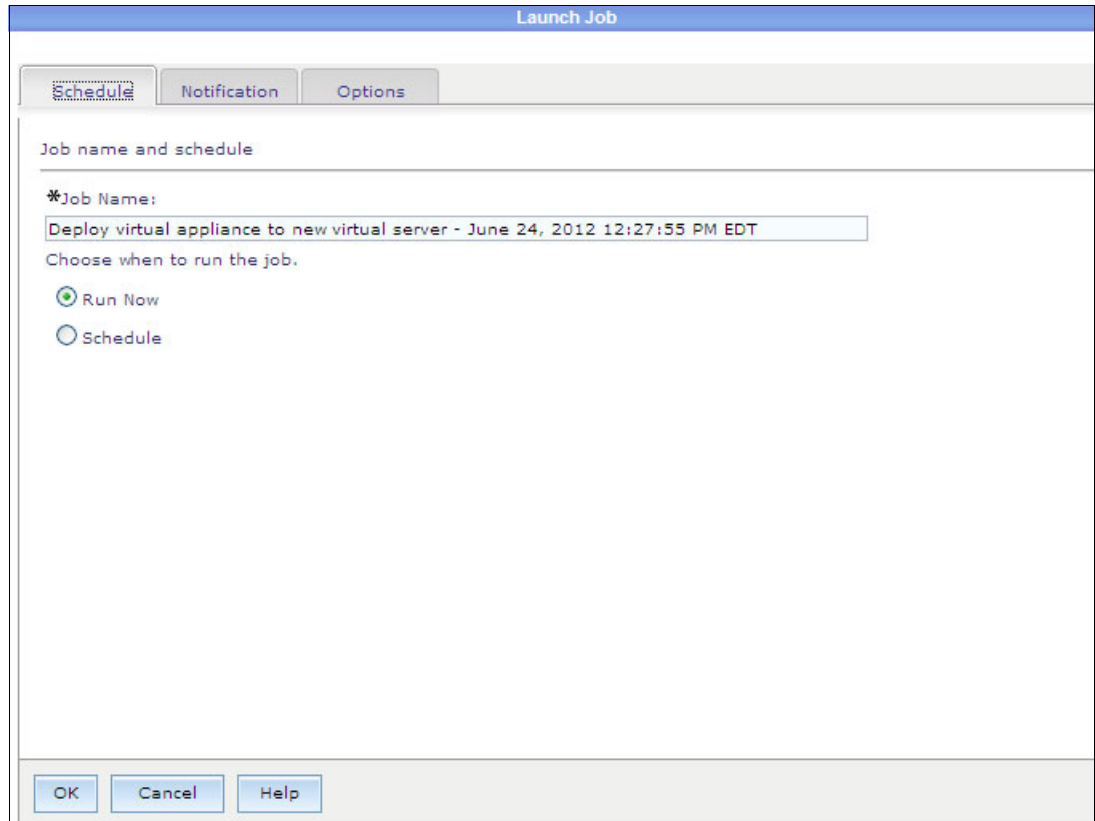 Launch Job
Schedule Notification Options
Job name and schedule
*Job Name:
Deploy virtual appliance to new virtual server - June 24, 2012 12:27:55 PM EDT
Choose when to run the job.
Run Now
Schedule
OK Cancel Help